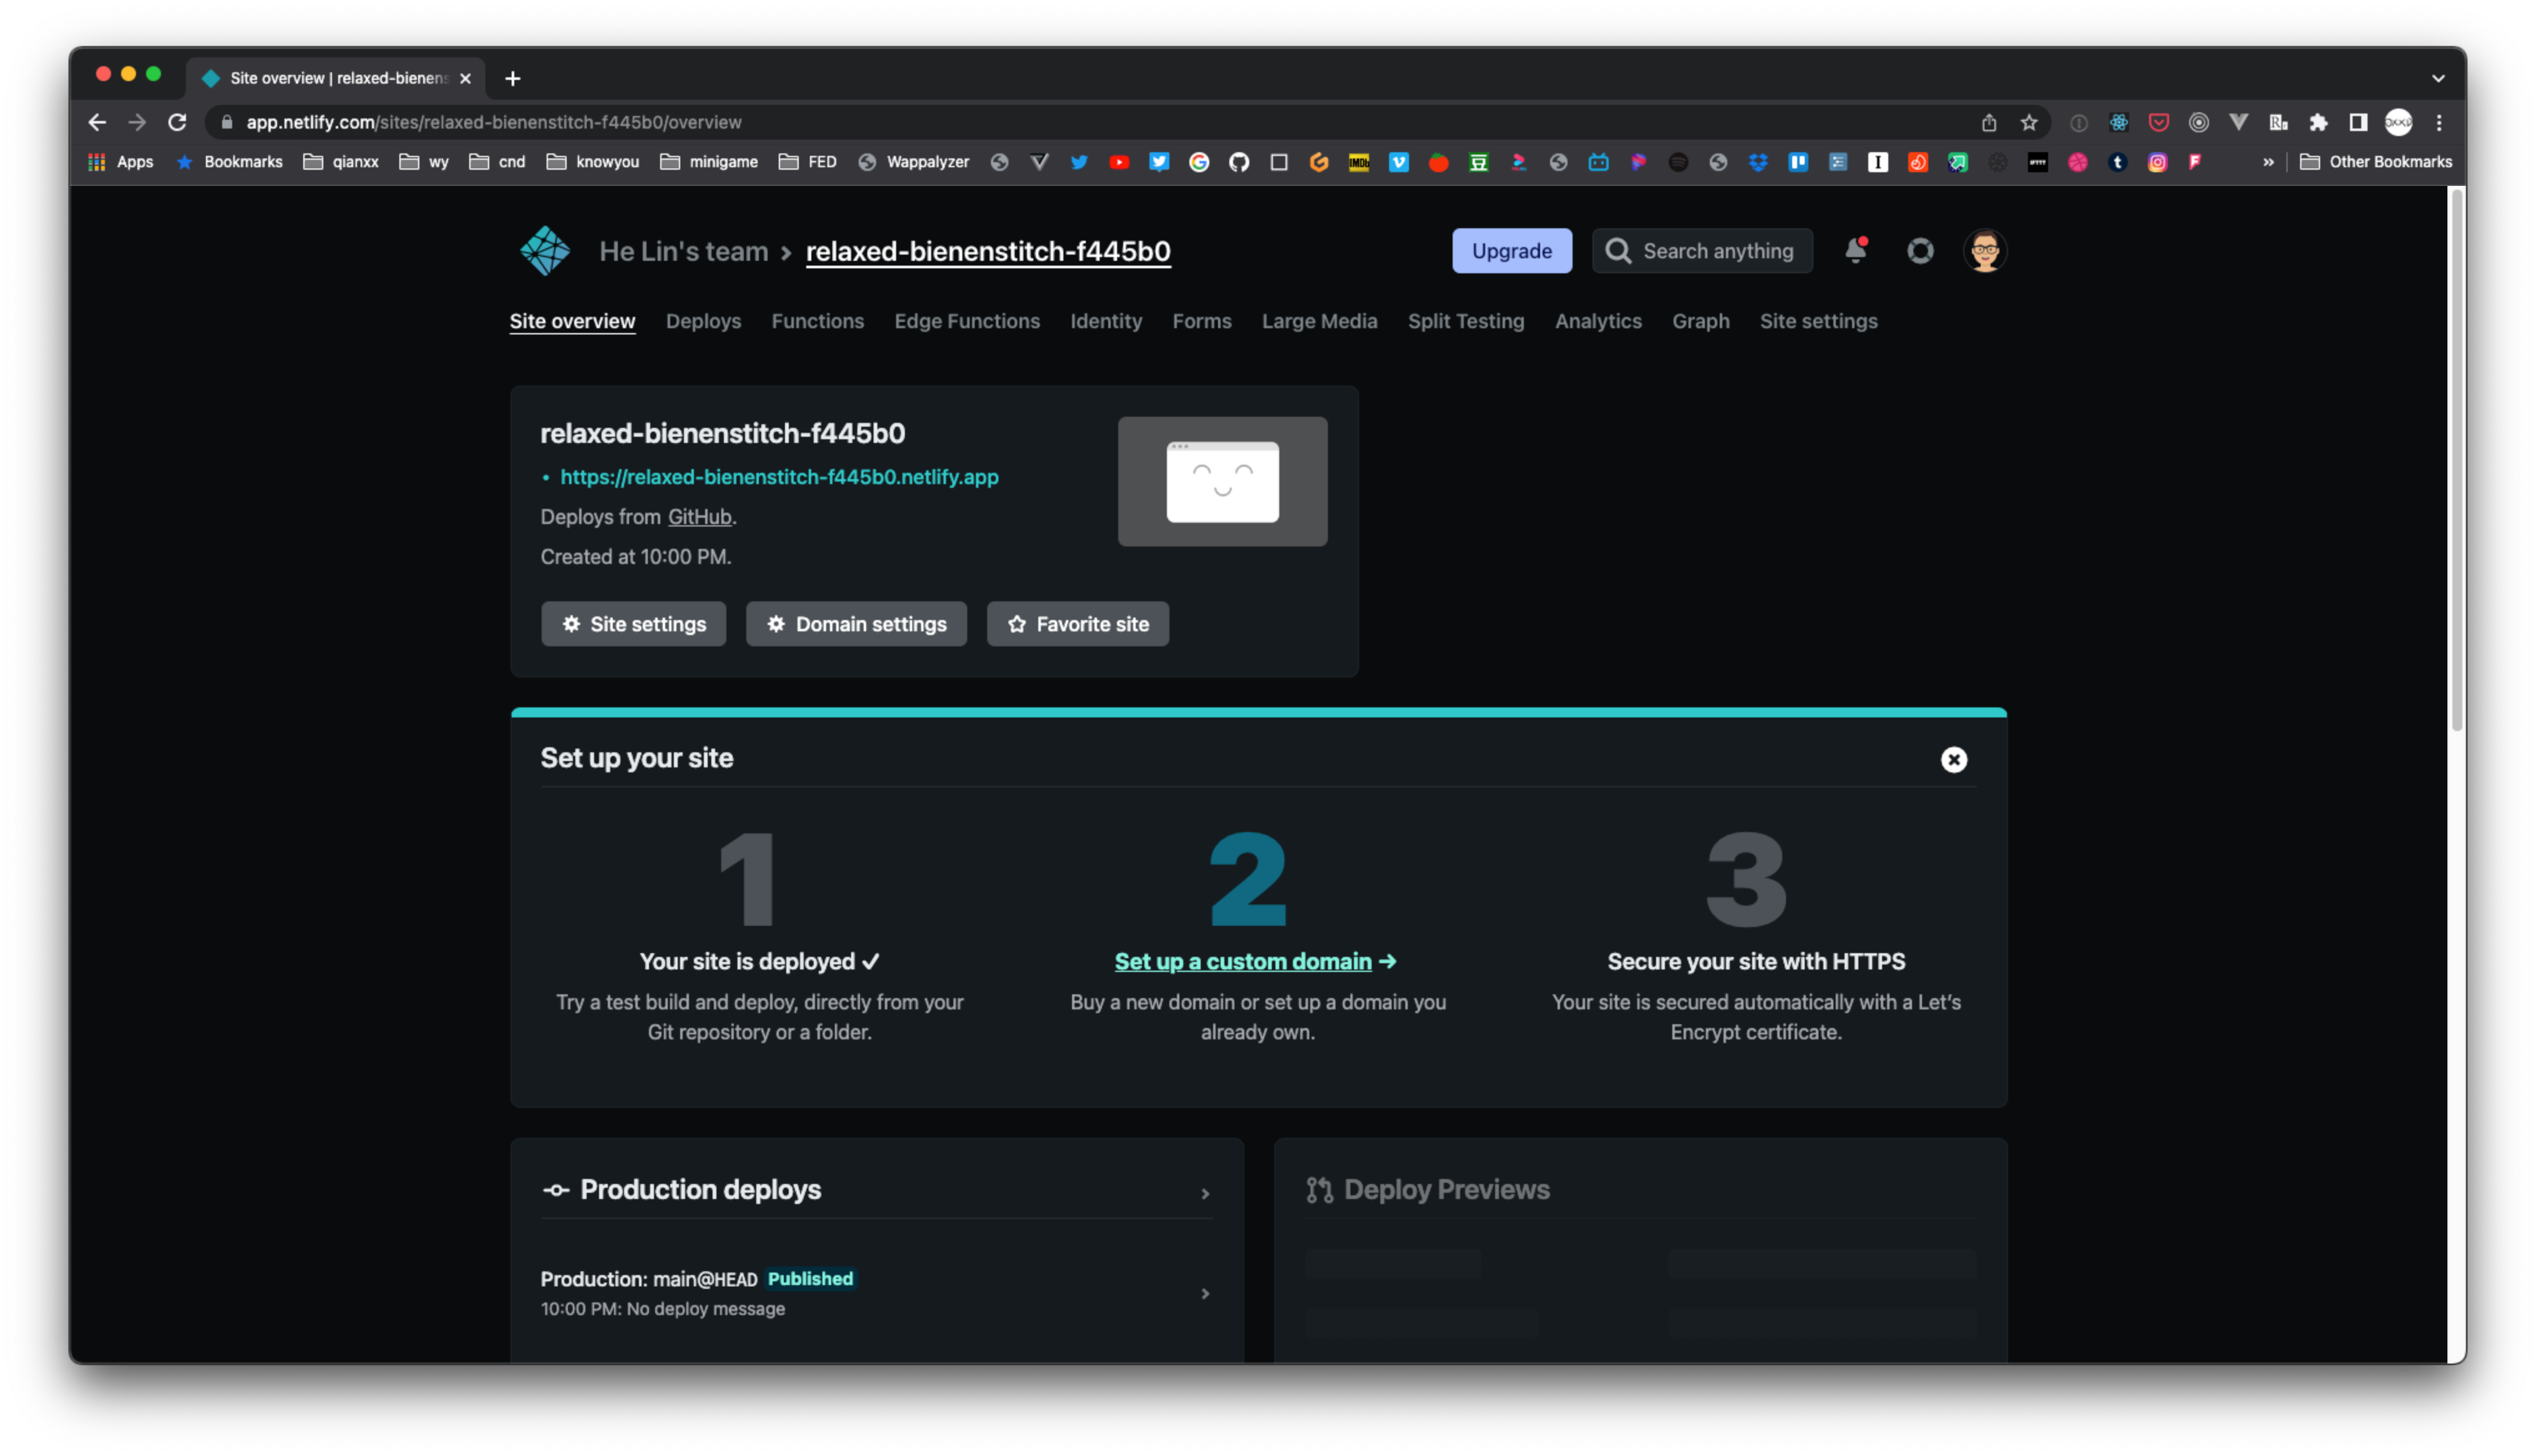 Site overview | relaxed-bienens
app.netlify.com/sites/relaxed-bienenstitch-f445b0/overview
Apps Bookmarks qianxx wy cnd knowyou minigame FED Wappalyzer Other Bookmarks
He Lin's team › relaxed-bienenstitch-f445b0 Upgrade Search anything
Site overview Deploys Functions Edge Functions Identity Forms Large Media Split Testing Analytics Graph Site settings
relaxed-bienenstitch-f445b0
• https://relaxed-bienenstitch-f445b0.netlify.app
Deploys from GitHub.
Created at 10:00 PM.
Site settings Domain settings Favorite site
Set up your site
1 2 3
Your site is deployed ✓ Set up a custom domain → Secure your site with HTTPS
Try a test build and deploy, directly from your Buy a new domain or set up a domain you Your site is secured automatically with a Let’s
Git repository or a folder. already own. Encrypt certificate.
Production deploys Deploy Previews
Production: main@HEAD Published
10:00 PM: No deploy message